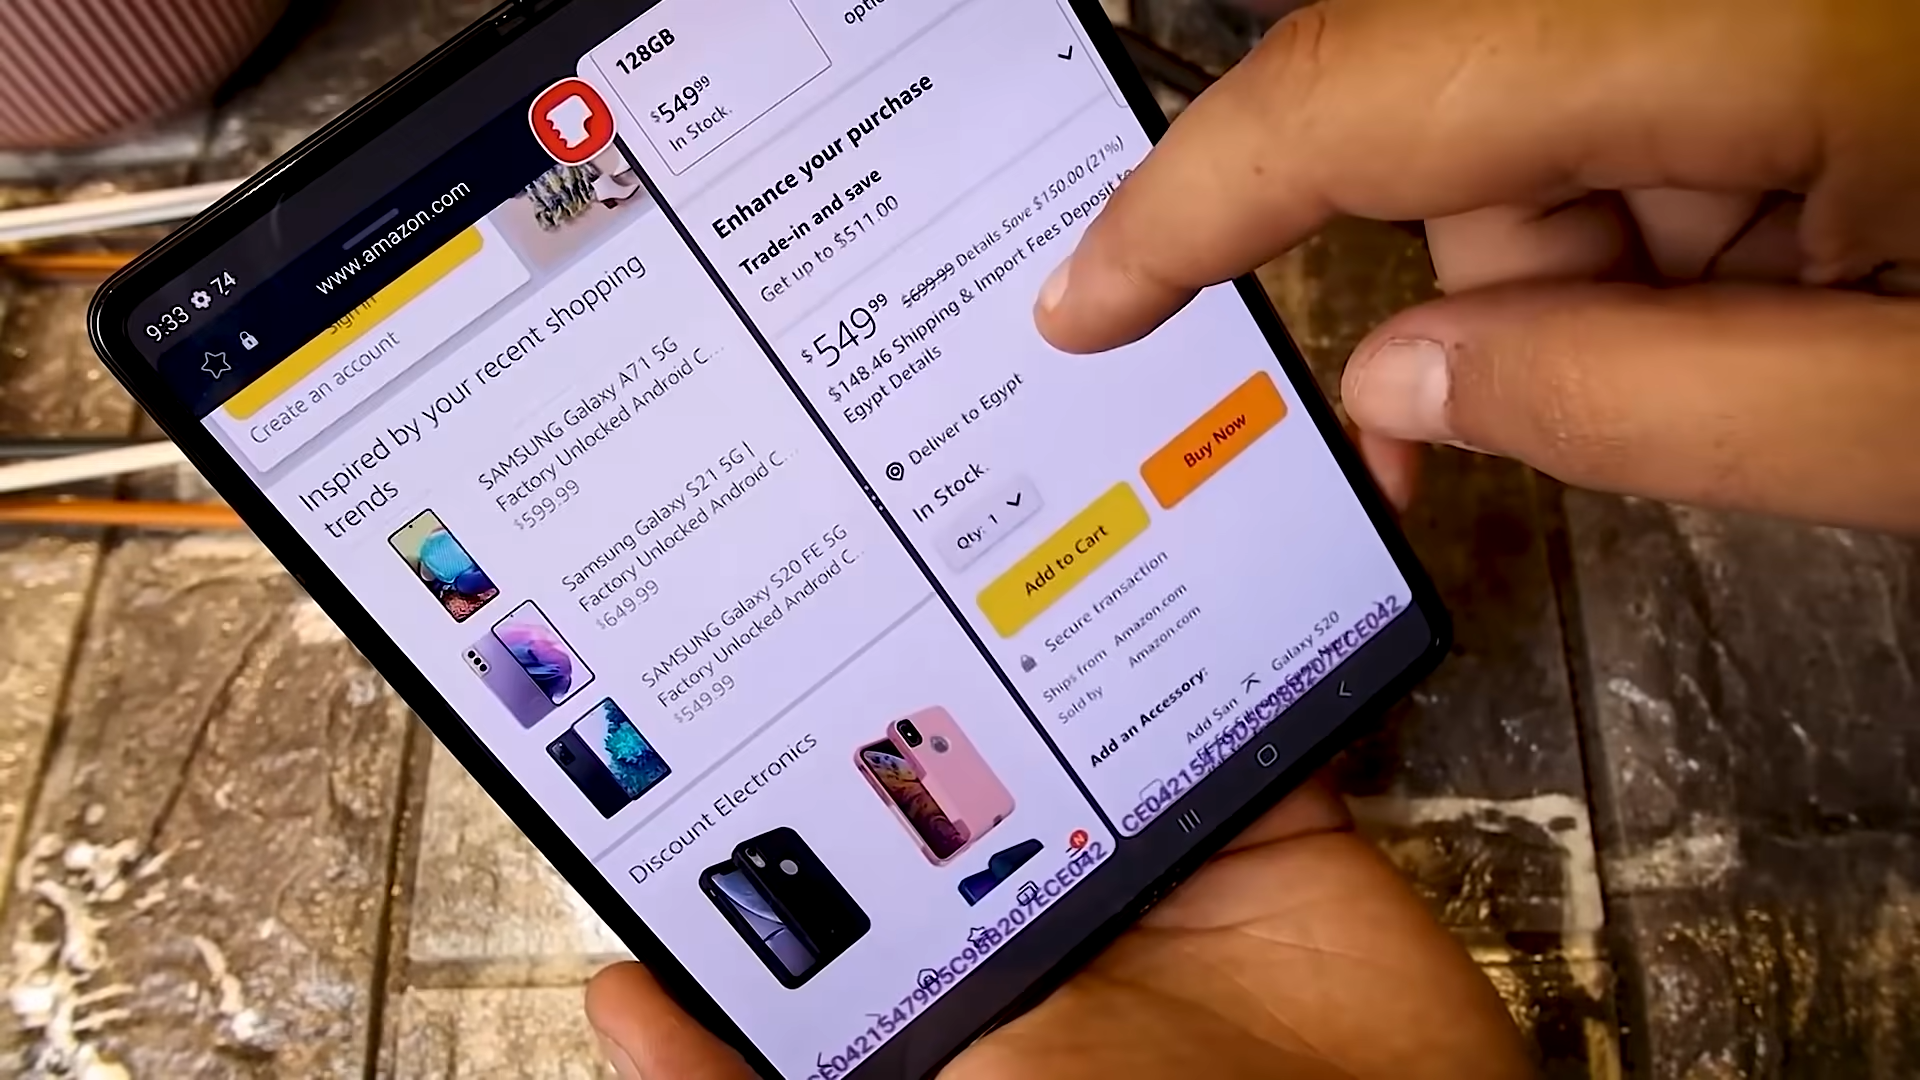 9:33 74
www.amazon.com
Sign in
Create an account
Inspired by your recent shopping
trends
SAMSUNG Galaxy A71 5G
Factory Unlocked Android C...
$599.99
Samsung Galaxy S21 5G |
Factory Unlocked Android C...
$649.99
SAMSUNG Galaxy S20 FE 5G
Factory Unlocked Android C...
$549.99
Discount Electronics
N
128GB
$549.99
In Stock.
Enhance your purchase
Trade-in and save
Get up to $511.00
$549.99 $699.99 Details Save $150.00 (21%)
$148.46 Shipping & Import Fees Deposit to
Egypt Details
Deliver to Egypt
In Stock.
Qty: 1
Add to Cart
Buy Now
Secure transaction
Ships from Amazon.com
Sold by Amazon.com
Add an Accessory:
Galaxy S20